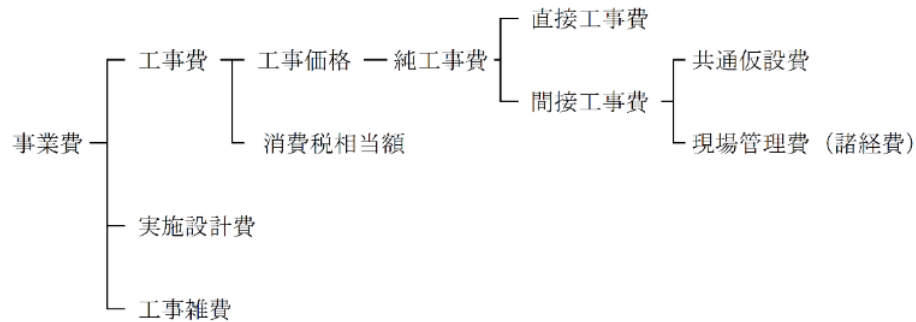 直接工事費
工事費 工事価格 純工事費 共通仮設費
間接工事費
事業費 消費税相当額 現場管理費（諸経費）
実施設計費
工事雑費